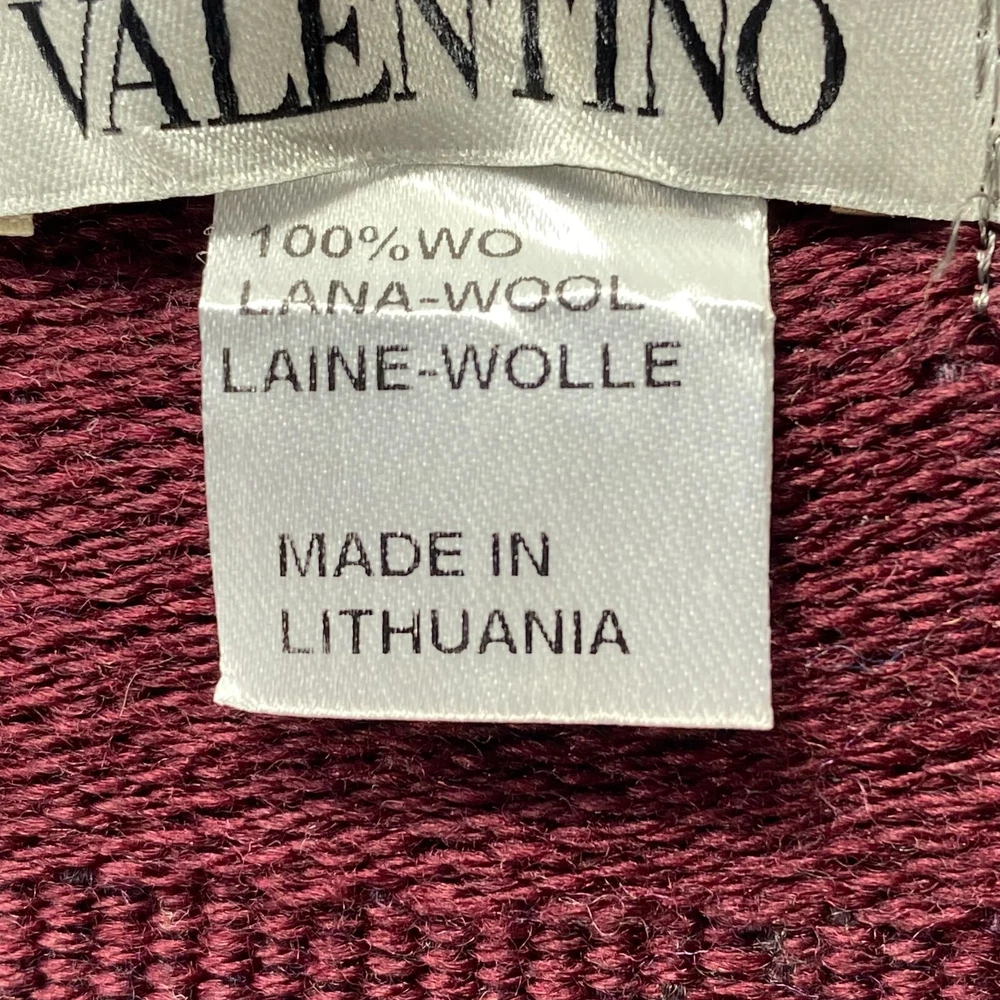 VALENTINO
100%WO
LANA-WOOL
LAINE-WOLLE
MADE IN
LITHUANIA